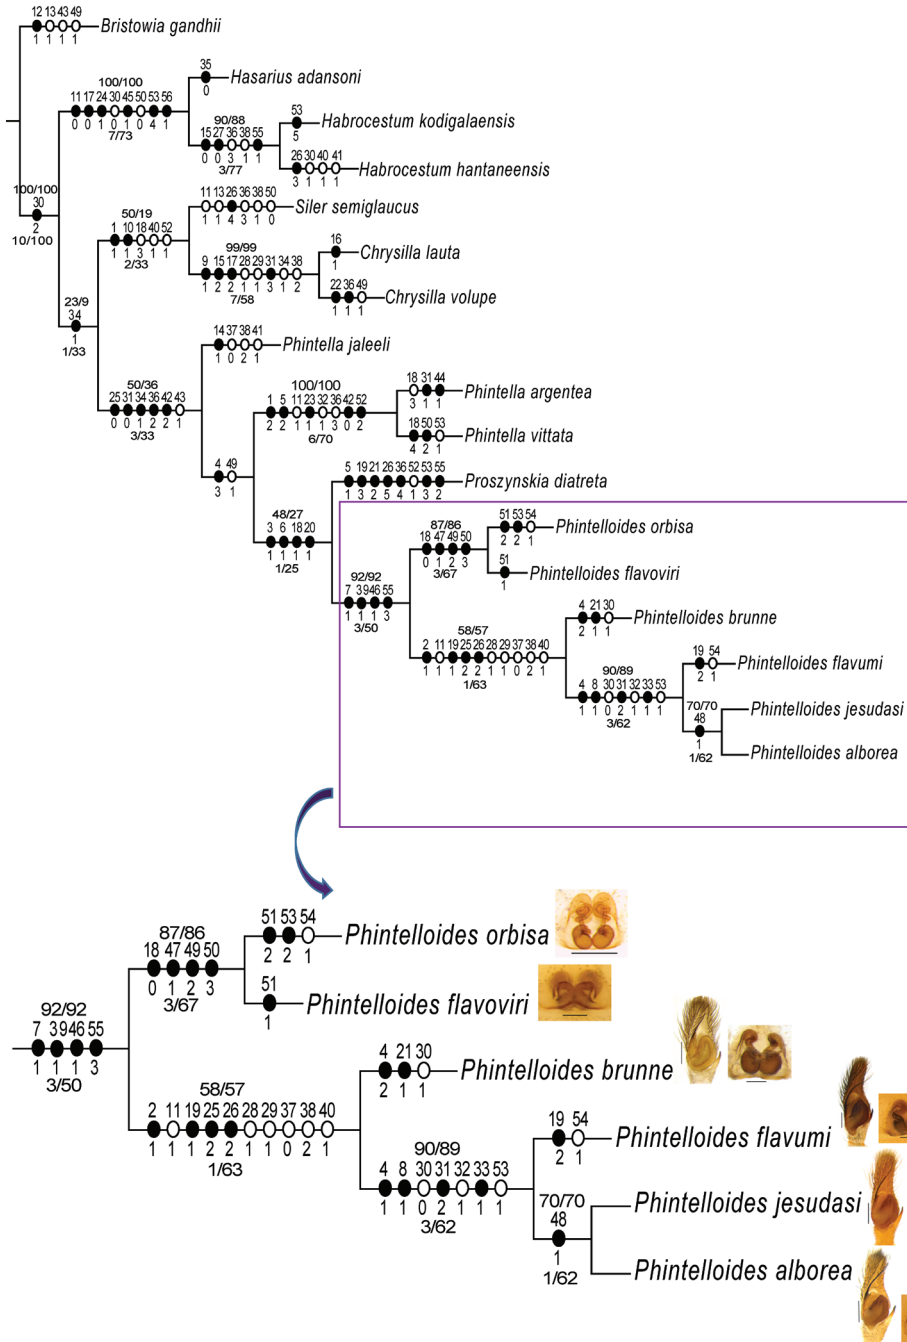 12 13 43 49
Bristowia gandhii
1 1 1 1
35
Hasarius adansoni
0
100/100
11 17 24 30 45 50 53 56
0 0 1 0 1 0 4 1
7/73
53
Habrocestum kodigalaensis
5
90/88
15 27 36 38 55
0 0 3 1 1
3/77
26 30 40 41
Habrocestum hantaneensis
3 1 1 1
100/100
30
2
10/100
11 13 26 36 38 50
Siler semiglaucus
1 1 4 3 1 0
50/19
1 10 18 40 52
1 1 3 1 1
2/33
16
Chrysilla lauta
1
99/99
9 15 17 28 29 31 34 38
1 2 2 1 1 3 1 2
7/58
22 36 49
Chrysilla volupe
1 1 1
23/9
34
1
1/33
14 37 38 41
Phintella jaleeli
1 0 2 1
50/36
25 31 34 36 42 43
0 0 1 2 2 1
3/33
18 31 44
Phintella argentea
3 1 1
100/100
1 5 11 23 32 36 42 52
2 2 1 1 1 3 0 2
6/70
18 50 53
Phintella vittata
4 2 1
4 49
3 1
5 19 21 26 36 52 53 55
Proszynskia diatreta
1 3 2 5 4 1 3 2
48/27
3 6 18 20
1 1 1 1
1/25
51 53 54
Phintelloides orbisa
2 2 1
87/86
18 47 49 50
0 1 2 3
3/67
51
Phintelloides flavoviri
1
92/92
7 3 946 55
1 1 1 3
3/50
4 21 30
Phintelloides brunne
2 1 1
58/57
2 11 19 25 26 28 29 37 38 40
1 1 1 2 2 1 1 0 2 1
1/63
19 54
Phintelloides flavumi
2 1
90/89
4 8 30 31 32 33 53
1 1 0 2 1 1 1
3/62
70/70
48
Phintelloides jesudasi
1
1/62
Phintelloides alborea
51 53 54
Phintelloides orbisa
2 2 1
87/86
18 47 49 50
0 1 2 3
3/67
51
Phintelloides flavoviri
1
92/92
7 3 946 55
1 1 1 3
3/50
4 21 30
Phintelloides brunne
2 1 1
58/57
2 11 19 25 26 28 29 37 38 40
1 1 1 2 2 1 1 0 2 1
1/63
19 54
Phintelloides flavumi
2 1
90/89
4 8 30 31 32 33 53
1 1 0 2 1 1 1
3/62
70/70
48
Phintelloides jesudasi
1
1/62
Phintelloides alborea